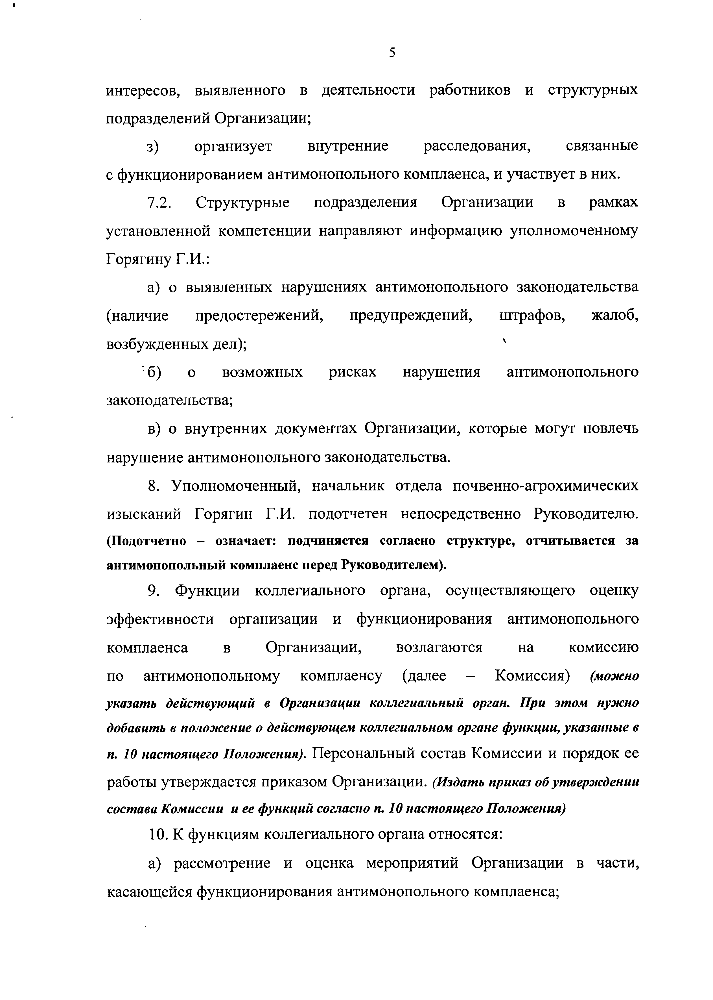 5
интересов, выявленного в деятельности работников и структурных
подразделений Организации;
з) организует внутренние расследования, связанные
с функционированием антимонопольного комплаенса, и участвует в них.
7.2. Структурные подразделения Организации в рамках
установленной компетенции направляют информацию уполномоченному
Горягину Г.И.:
а) о выявленных нарушениях антимонопольного законодательства
(наличие предостережений, предупреждений, штрафов, жалоб,
возбужденных дел);
б) о возможных рисках нарушения антимонопольного
законодательства;
в) о внутренних документах Организации, которые могут повлечь
нарушение антимонопольного законодательства.
8. Уполномоченный, начальник отдела почвенно-агрохимических
изысканий Горягин Г.И. подотчетен непосредственно Руководителю.
(Подотчетно – означает: подчиняется согласно структуре, отчитывается за
антимонопольный комплаенс перед Руководителем).
9. Функции коллегиального органа, осуществляющего оценку
эффективности организации и функционирования антимонопольного
комплаенса в Организации, возлагаются на комиссию
по антимонопольному комплаенсу (далее – Комиссия) (можно
указать действующий в Организации коллегиальный орган. При этом нужно
добавить в положение о действующем коллегиальном органе функции, указанные в
п. 10 настоящего Положения). Персональный состав Комиссии и порядок ее
работы утверждается приказом Организации. (Издать приказ об утверждении
состава Комиссии и ее функций согласно п. 10 настоящего Положения)
10. К функциям коллегиального органа относятся:
а) рассмотрение и оценка мероприятий Организации в части,
касающейся функционирования антимонопольного комплаенса;